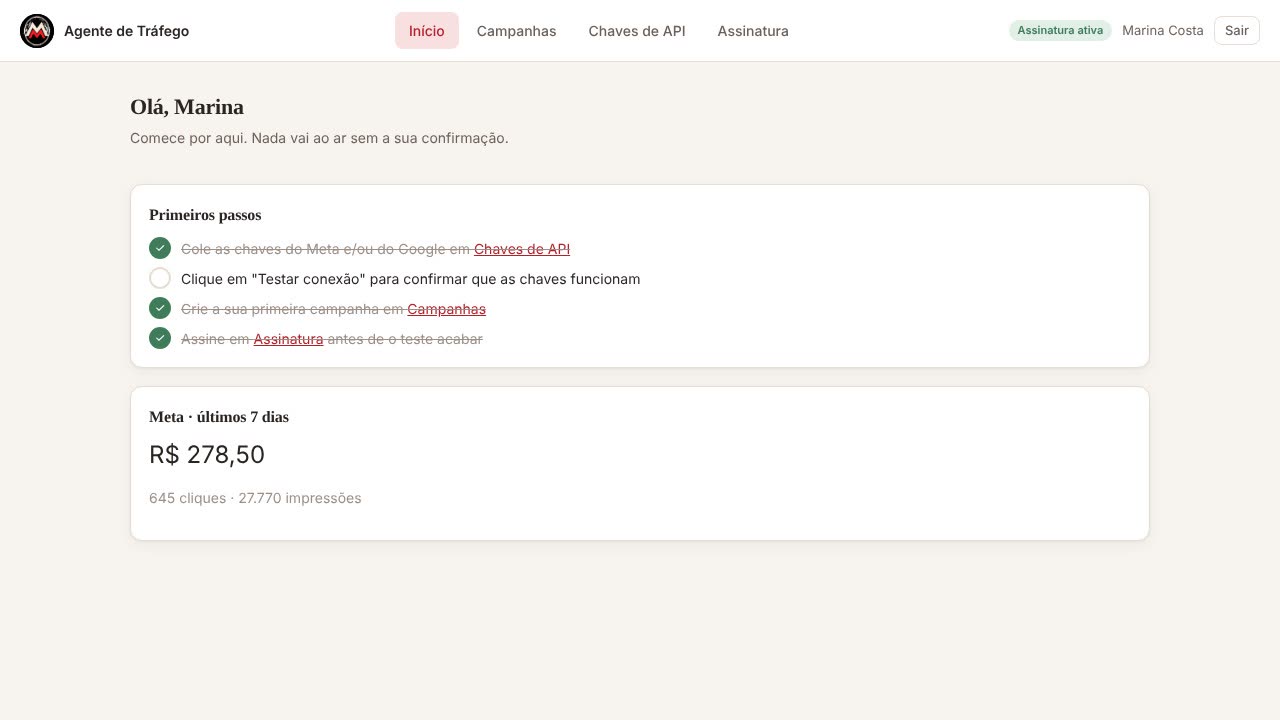 Agente de Tráfego
Início
Campanhas
Chaves de API
Assinatura
Assinatura ativa
Marina Costa
Sair
Olá, Marina
Comece por aqui. Nada vai ao ar sem a sua confirmação.
Primeiros passos
Cole as chaves do Meta e/ou do Google em Chaves de API
Clique em "Testar conexão" para confirmar que as chaves funcionam
Crie a sua primeira campanha em Campanhas
Assine em Assinatura antes de o teste acabar
Meta · últimos 7 dias
R$ 278,50
645 cliques · 27.770 impressões